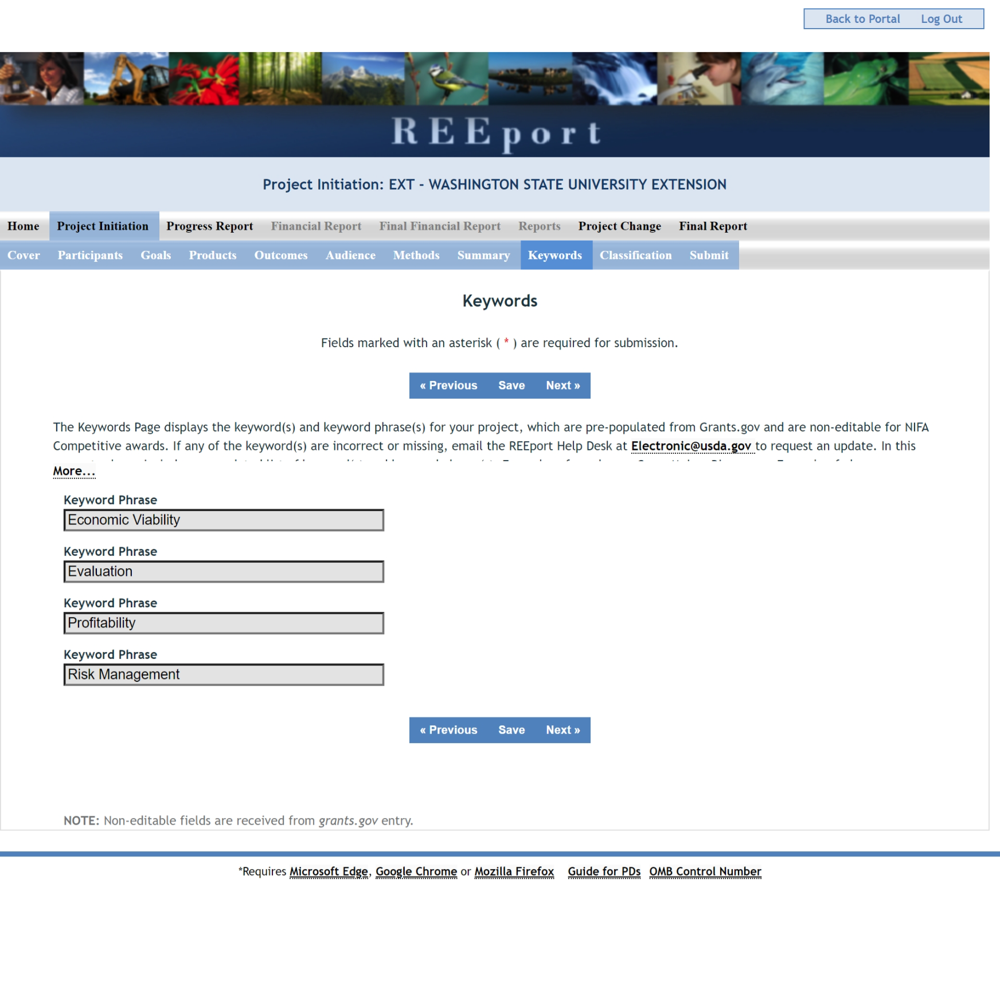 Back to Portal Log Out
REEport
Project Initiation: EXT - WASHINGTON STATE UNIVERSITY EXTENSION
Home Project Initiation Progress Report Financial Report Final Financial Report Reports Project Change Final Report
Cover Participants Goals Products Outcomes Audience Methods Summary Keywords Classification Submit
Keywords
Fields marked with an asterisk ( * ) are required for submission.
« Previous Save Next »
The Keywords Page displays the keyword(s) and keyword phrase(s) for your project, which are pre-populated from Grants.gov and are non-editable for NIFA
Competitive awards. If any of the keyword(s) are incorrect or missing, email the REEport Help Desk at Electronic@usda.gov to request an update. In this
More...
Keyword Phrase
Economic Viability
Keyword Phrase
Evaluation
Keyword Phrase
Profitability
Keyword Phrase
Risk Management
« Previous Save Next »
NOTE: Non-editable fields are received from grants.gov entry.
*Requires Microsoft Edge, Google Chrome or Mozilla Firefox Guide for PDs OMB Control Number